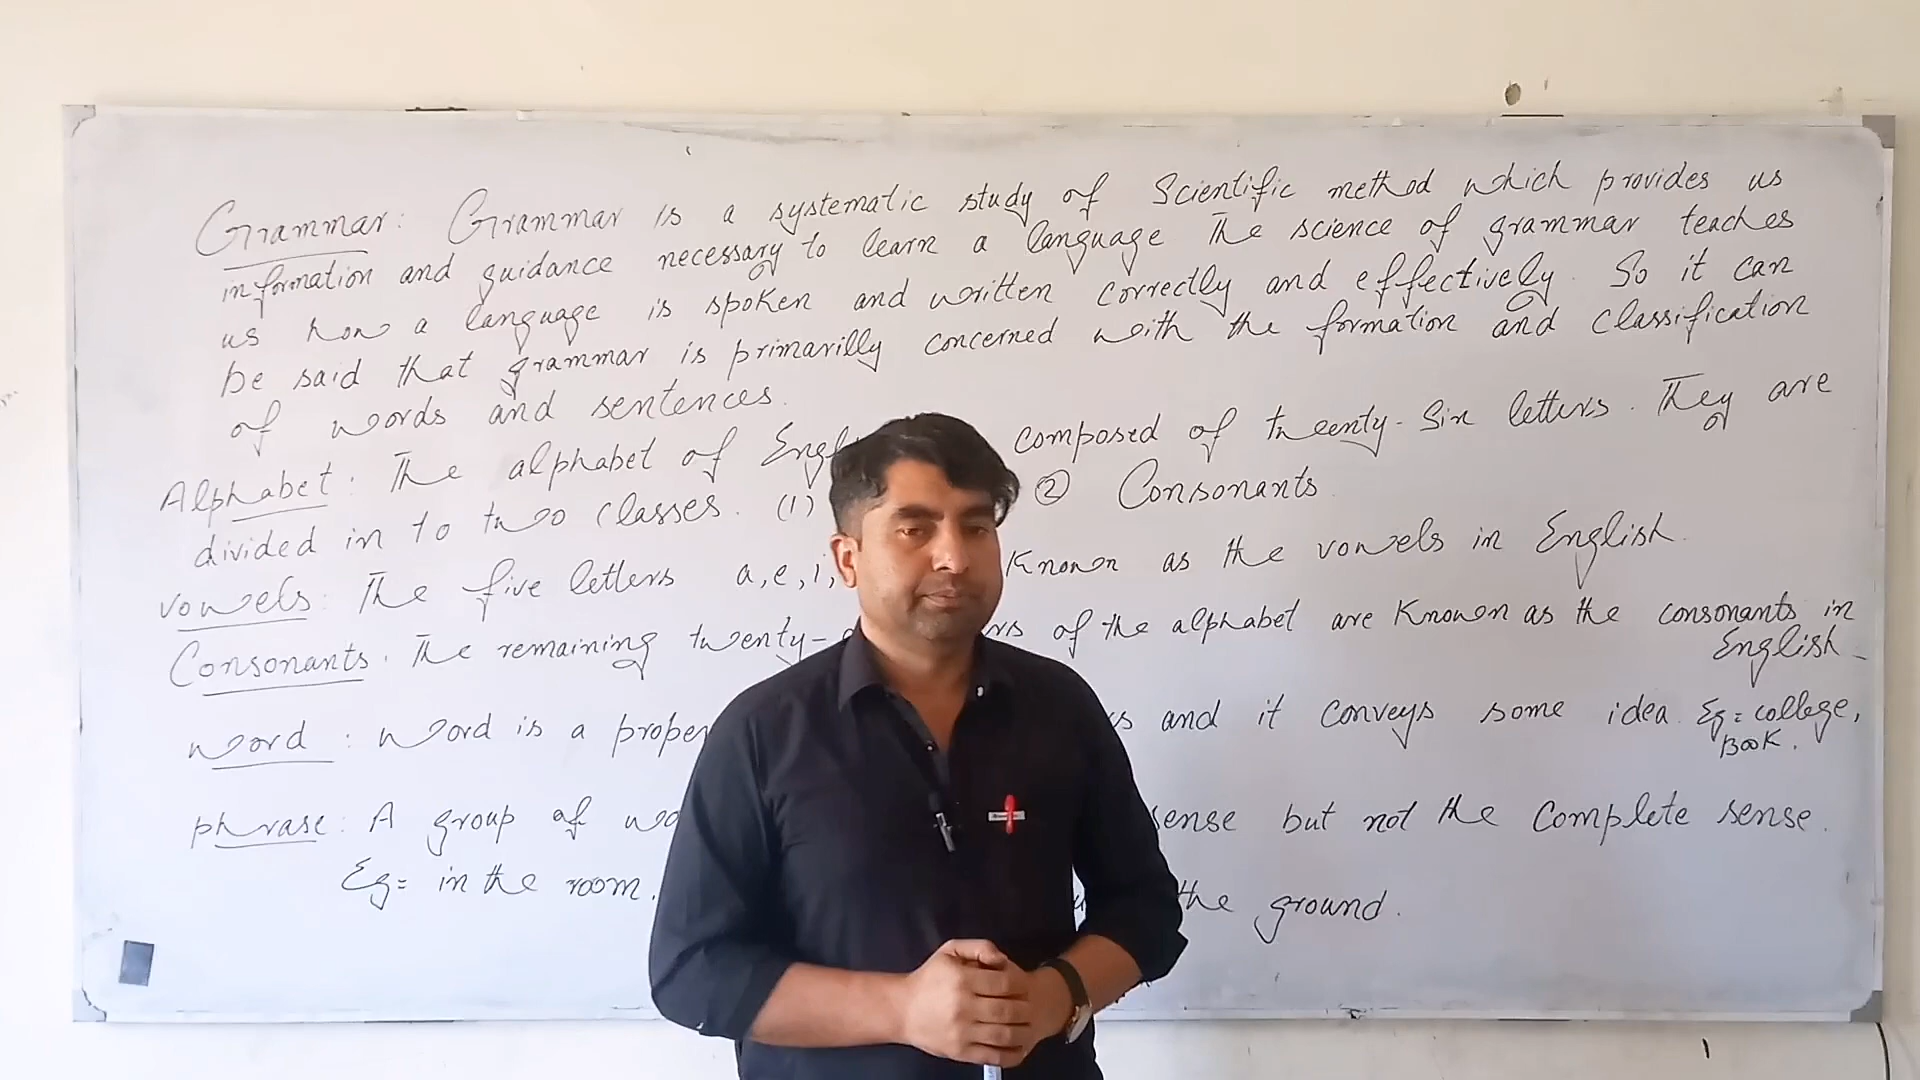 Grammar: Grammar is a systematic study of Scientific method which provides us
information and guidance necessary to learn a language The science of grammar teaches
us how a language is spoken and written correctly and effectively. So it can
be said that grammar is primarilly concerned with the formation and classification
of words and sentences.
Alphabet: The alphabet of composed of twenty-Six letters. They are
divided in to two classes. (1) ② Consonants
vowels: The five letters a, e, i, Known as the vowels in English.
Consonants. The remaining twenty- of the alphabet are Known as the consonants in
English
word: Word is a and it conveys some idea Eg= college,
Book.
phrase: A group of sense but not the complete sense.
Eg= in the room. the ground.